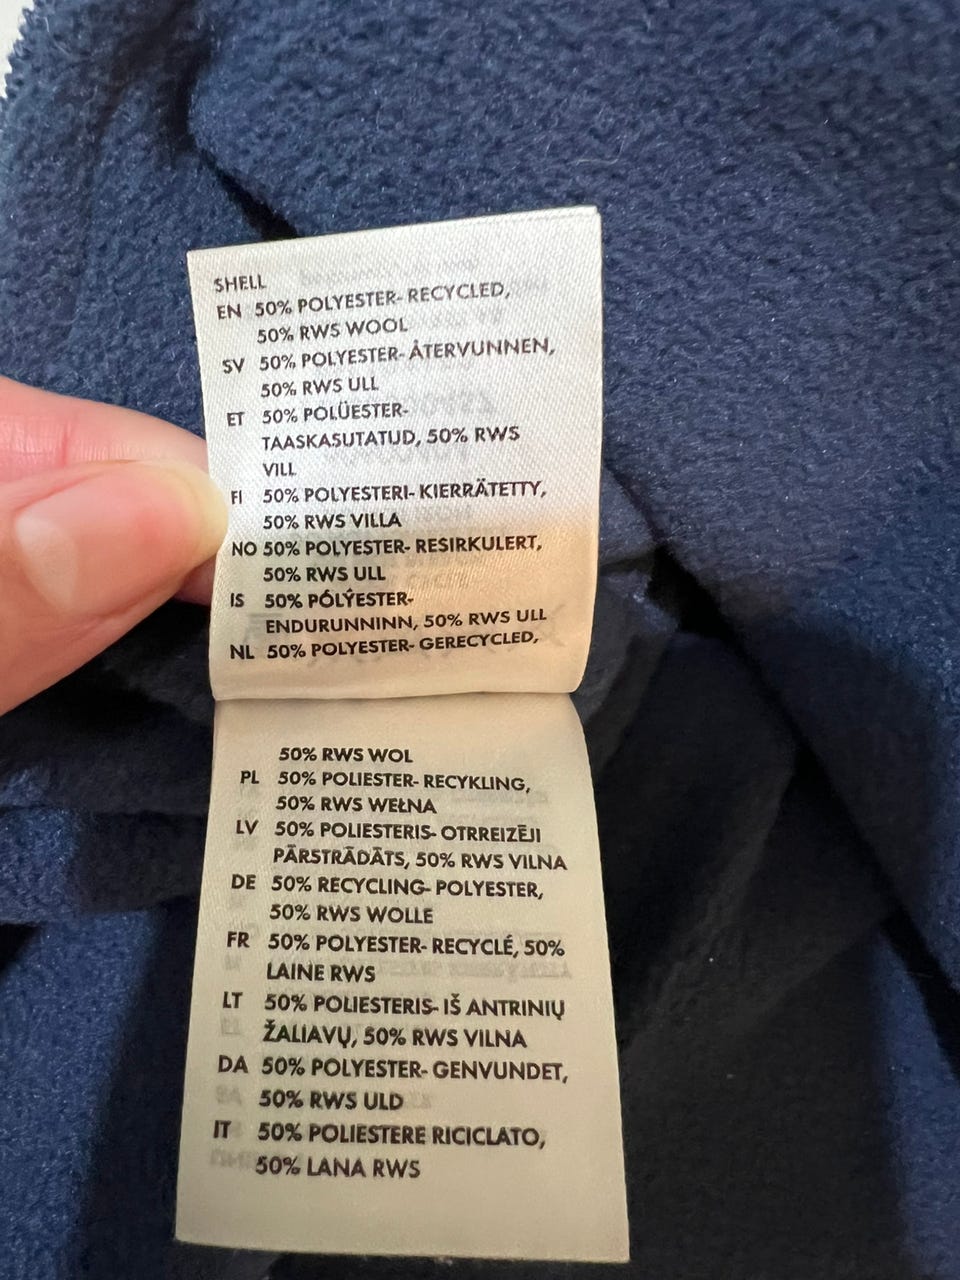 SHELL
EN 50% POLYESTER- RECYCLED,
50% RWS WOOL
SV 50% POLYESTER- ÅTERVUNNEN,
50% RWS ULL
ET 50% POLÜESTER-
TAASKASUTATUD, 50% RWS
VILL
FI 50% POLYESTERI- KIERRÄTETTY,
50% RWS VILLA
NO 50% POLYESTER- RESIRKULERT,
50% RWS ULL
IS 50% PÓLÝESTER-
ENDURUNNINN, 50% RWS ULL
NL 50% POLYESTER- GERECYCLED,
50% RWS WOL
PL 50% POLIESTER- RECYKLING,
50% RWS WEŁNA
LV 50% POLIESTERIS- OTRREIZĒJI
PĀRSTRĀDĀTS, 50% RWS VILNA
DE 50% RECYCLING- POLYESTER,
50% RWS WOLLE
FR 50% POLYESTER- RECYCLÉ, 50%
LAINE RWS
LT 50% POLIESTERIS- IŠ ANTRINIŲ
ŽALIAVŲ, 50% RWS VILNA
DA 50% POLYESTER- GENVUNDET,
50% RWS ULD
IT 50% POLIESTERE RICICLATO,
50% LANA RWS